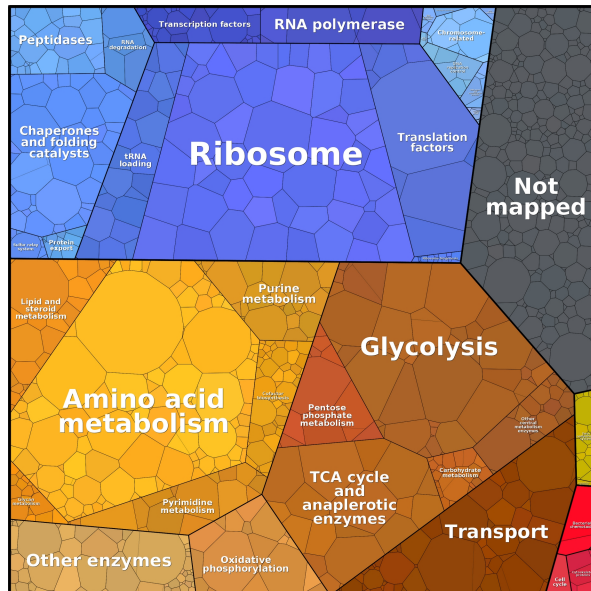 Transcription factors
RNA polymerase
Peptidases
RNA
degradation
Chromosome-
related
Chaperones
and folding
catalysts
tRNA
loading
Ribosome
Translation
factors
Not
mapped
Protein
export
Lipid and
steroid
metabolism
Purine
metabolism
Glycolysis
Amino acid
metabolism
Pentose
phosphate
metabolism
Other
central
metabolism
enzymes
Carbohydrate
metabolism
TCA cycle
and
anaplerotic
enzymes
Pyrimidine
metabolism
Transport
Other enzymes
Oxidative
phosphorylation
Cell
cycle